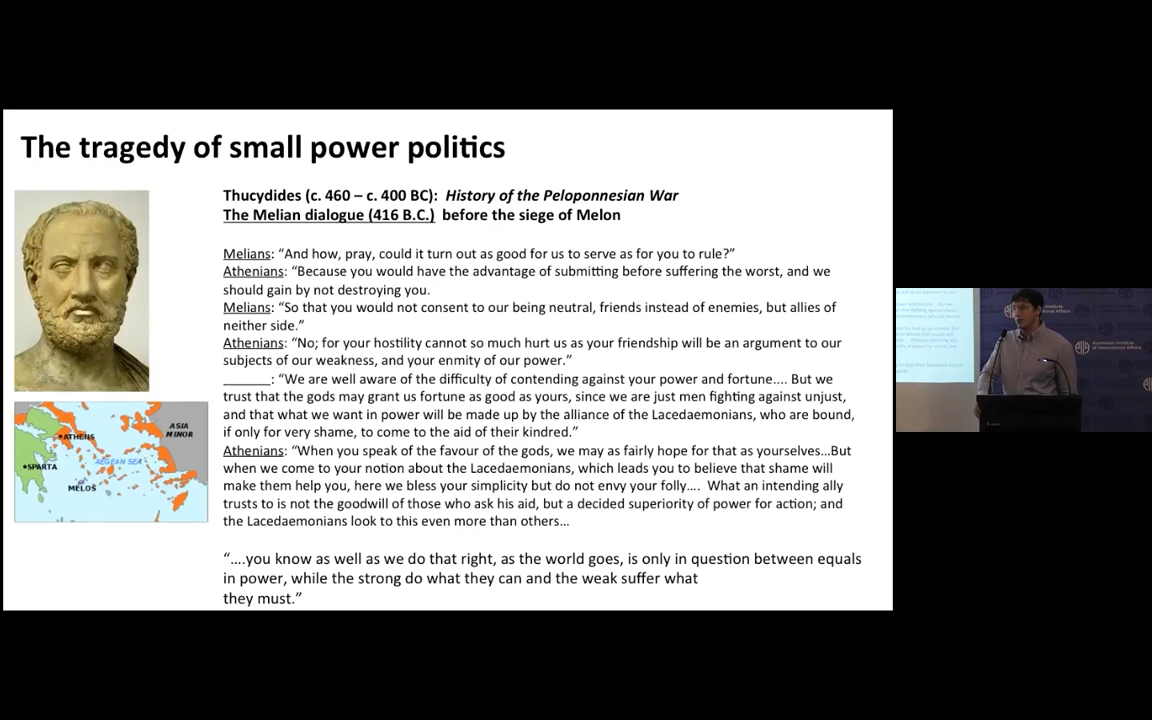 The tragedy of small power politics
Thucydides (c. 460 – c. 400 BC): History of the Peloponnesian War
The Melian dialogue (416 B.C.) before the siege of Melon
Melians: “And how, pray, could it turn out as good for us to serve as for you to rule?”
Athenians: “Because you would have the advantage of submitting before suffering the worst, and we
should gain by not destroying you.
Melians: “So that you would not consent to our being neutral, friends instead of enemies, but allies of
neither side.”
Athenians: “No; for your hostility cannot so much hurt us as your friendship will be an argument to our
subjects of our weakness, and your enmity of our power.”
_______: “We are well aware of the difficulty of contending against your power and fortune.... But we
trust that the gods may grant us fortune as good as yours, since we are just men fighting against unjust,
and that what we want in power will be made up by the alliance of the Lacedaemonians, who are bound,
if only for very shame, to come to the aid of their kindred.”
Athenians: “When you speak of the favour of the gods, we may as fairly hope for that as yourselves...But
when we come to your notion about the Lacedaemonians, which leads you to believe that shame will
make them help you, here we bless your simplicity but do not envy your folly.... What an intending ally
trusts to is not the goodwill of those who ask his aid, but a decided superiority of power for action; and
the Lacedaemonians look to this even more than others...
“....you know as well as we do that right, as the world goes, is only in question between equals
in power, while the strong do what they can and the weak suffer what
they must.”
ATHENS
ASIA
MINOR
AEGEAN SEA
SPARTA
MELOS
Australian Institute
of International Affairs